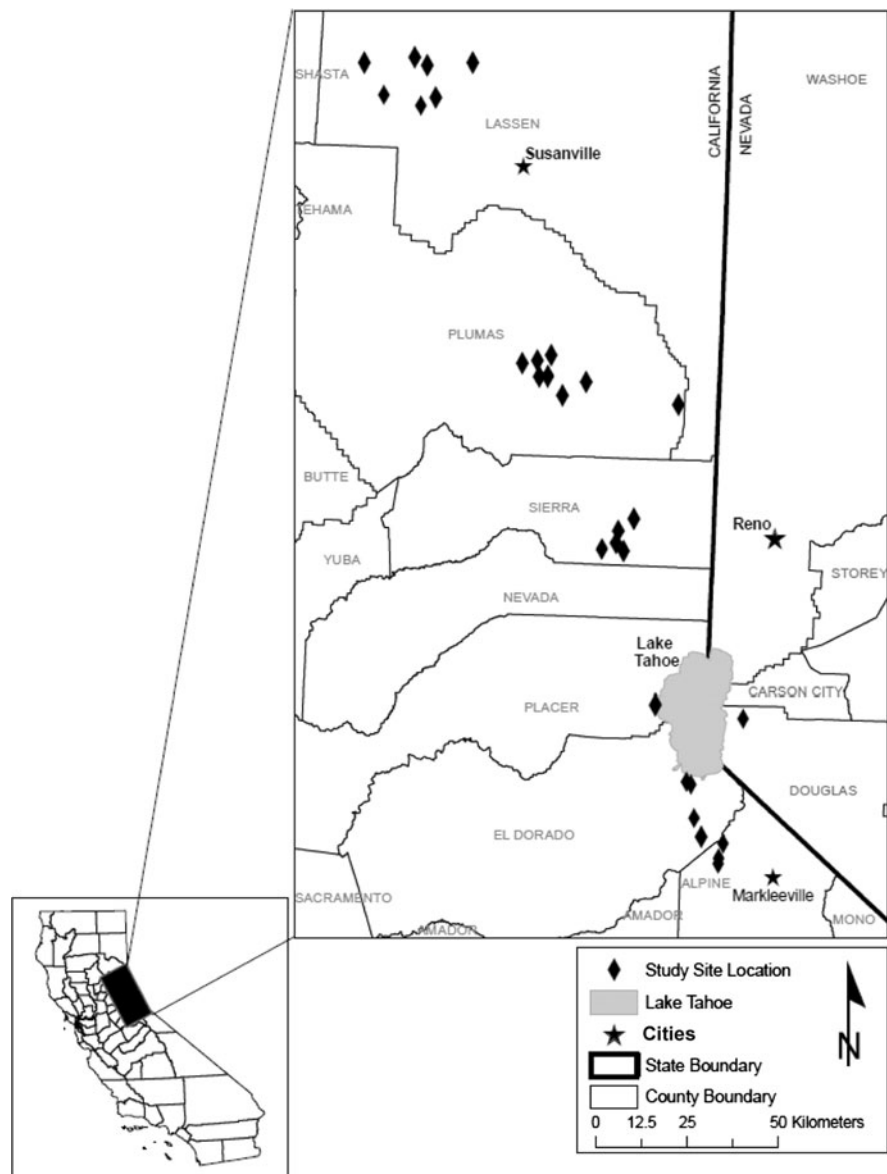 SHASTA
WASHOE
CALIFORNIA
NEVADA
LASSEN
Susanville
EHAMA
PLUMAS
BUTTE
SIERRA
Reno
YUBA
STOREY
NEVADA
Lake
Tahoe
CARSON CITY
PLACER
DOUGLAS
EL DORADO
SACRAMENTO
ALPINE
Markleeville
AMADOR
AMADOR
MONO
Study Site Location
Lake Tahoe
Cities
State Boundary
County Boundary
N
0 12.5 25 50 Kilometers